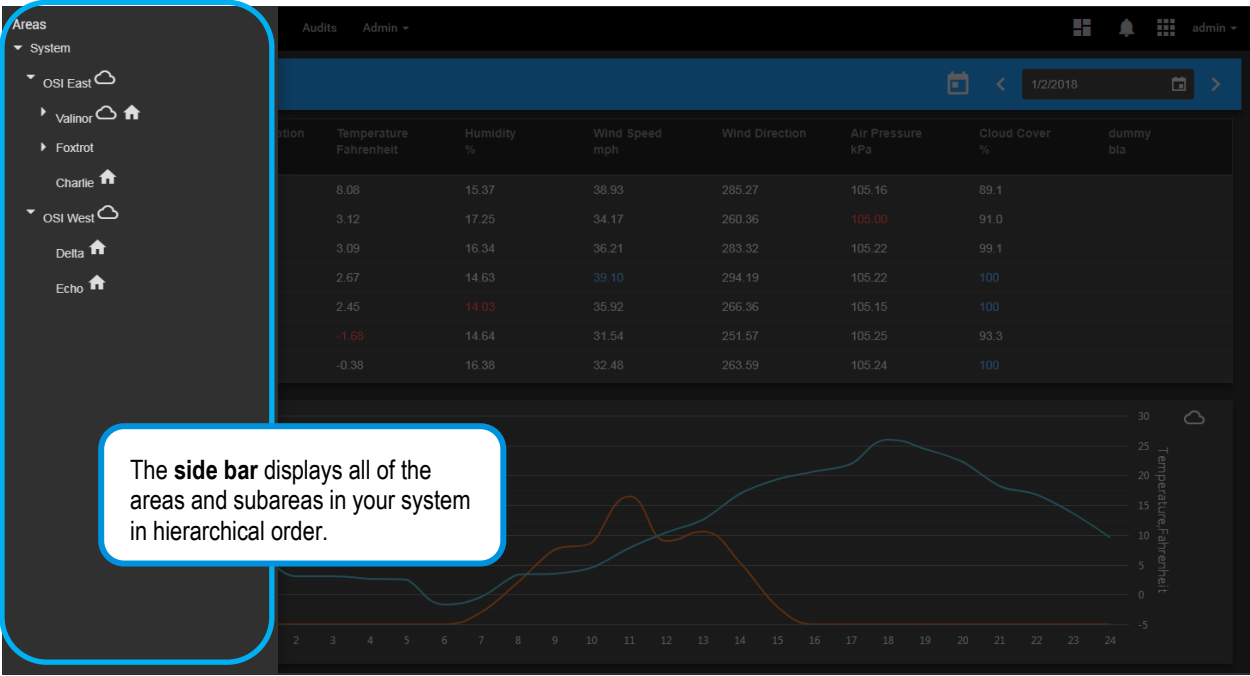 Areas
Audits Admin admin
System
OSI East
Valinor
Foxtrot
Charlie
OSI West
Delta
Echo
1/2/2018
ation Temperature Humidity Wind Speed Wind Direction Air Pressure Cloud Cover dummy
Fahrenheit % mph kPa % bla
8.08 15.37 38.93 285.27 105.16 89.1
3.12 17.25 34.17 260.36 105.00 91.0
3.09 16.34 36.21 283.32 105.22 99.1
2.67 14.63 39.10 294.19 105.22 100
2.45 14.03 35.92 266.36 105.15 100
-1.68 14.64 31.54 251.57 105.25 93.3
-0.38 16.38 32.48 263.59 105.24 100
The side bar displays all of the
areas and subareas in your system
in hierarchical order.
30
25
20
15
10
5
0
-5
Temperature,Fahrenheit
2 3 4 5 6 7 8 9 10 11 12 13 14 15 16 17 18 19 20 21 22 23 24